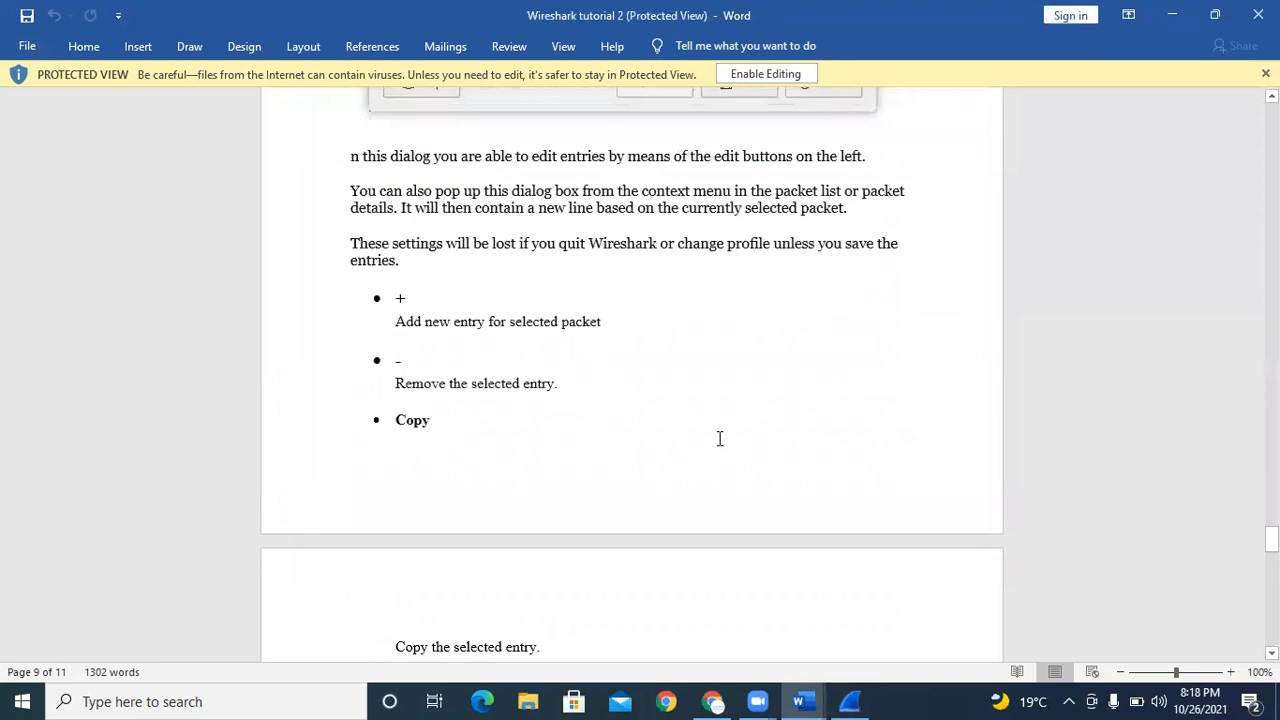 Wireshark tutorial 2 (Protected View) - Word
Sign in
File Home Insert Draw Design Layout References Mailings Review View Help Tell me what you want to do Share
PROTECTED VIEW Be careful—files from the Internet can contain viruses. Unless you need to edit, it's safer to stay in Protected View. Enable Editing
n this dialog you are able to edit entries by means of the edit buttons on the left.
You can also pop up this dialog box from the context menu in the packet list or packet
details. It will then contain a new line based on the currently selected packet.
These settings will be lost if you quit Wireshark or change profile unless you save the
entries.
• +
Add new entry for selected packet
• -
Remove the selected entry.
• Copy
Copy the selected entry.
Page 9 of 11 1302 words 100%
Type here to search
19°C
8:18 PM
10/26/2021
2